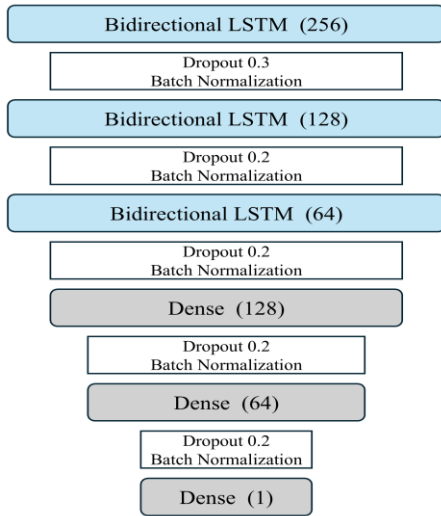 Bidirectional LSTM (256)
Dropout 0.3
Batch Normalization
Bidirectional LSTM (128)
Dropout 0.2
Batch Normalization
Bidirectional LSTM (64)
Dropout 0.2
Batch Normalization
Dense (128)
Dropout 0.2
Batch Normalization
Dense (64)
Dropout 0.2
Batch Normalization
Dense (1)